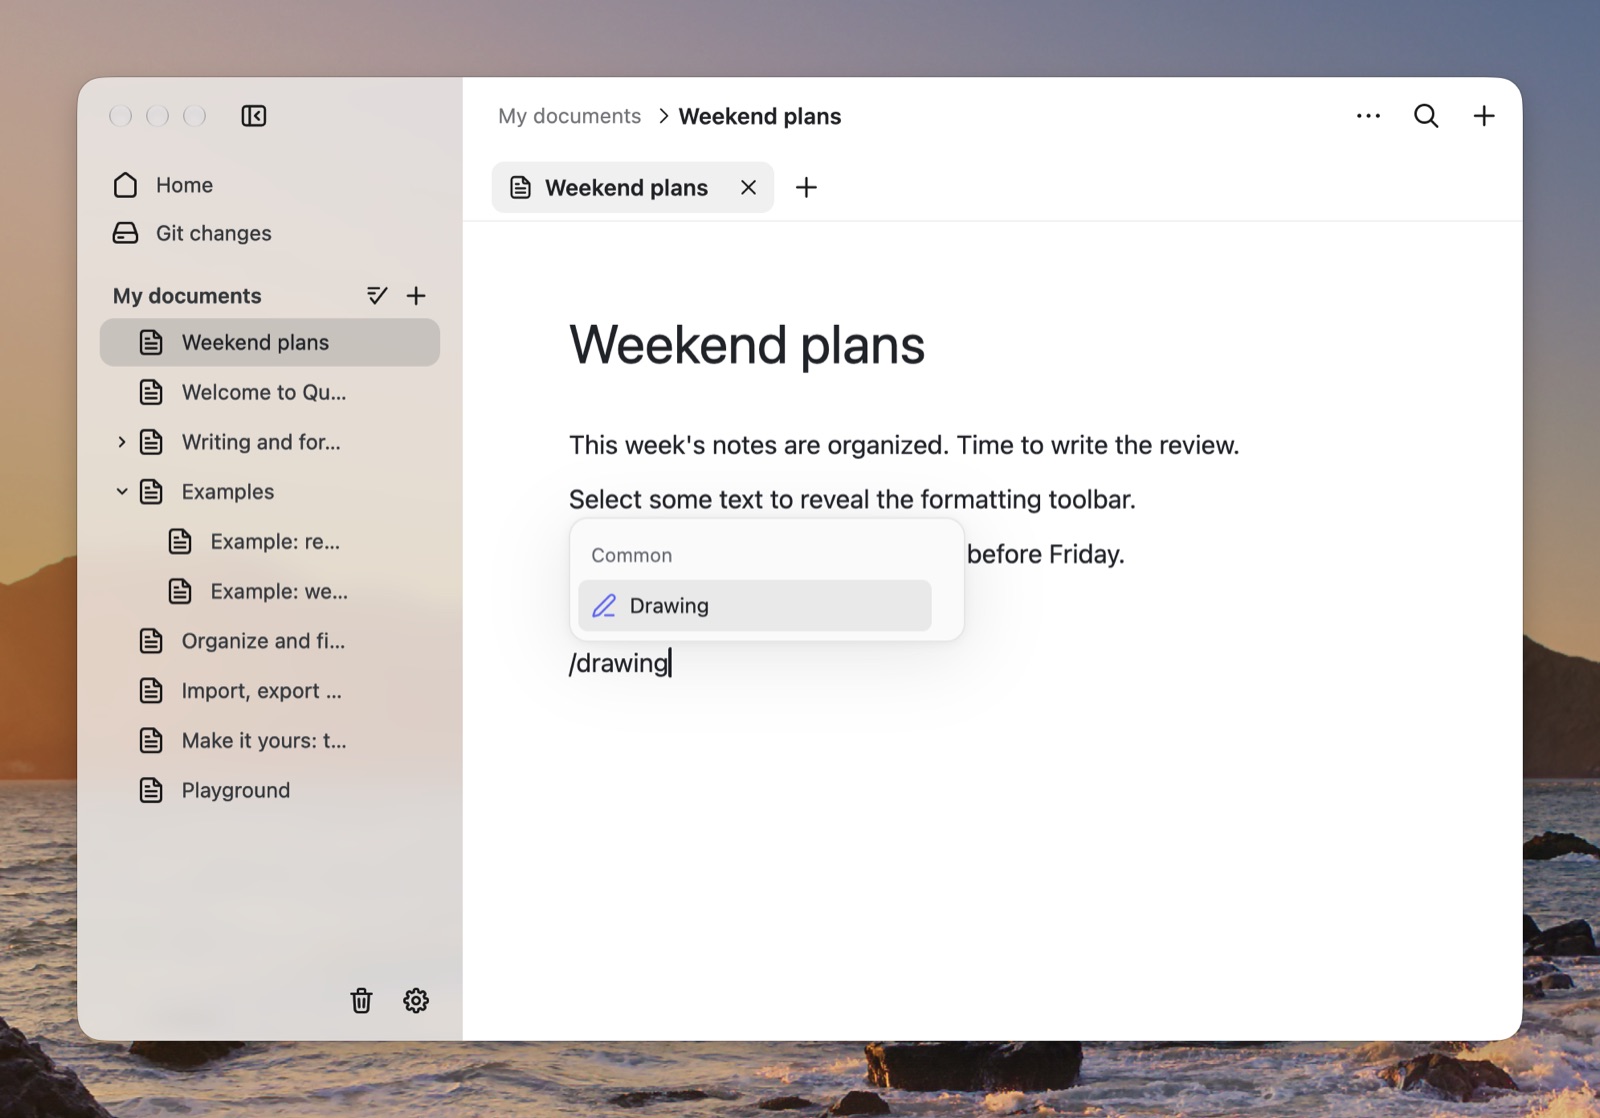 Home
Git changes
My documents
Weekend plans
Welcome to Qu...
Writing and for...
Examples
Example: re...
Example: we...
Organize and fi...
Import, export ...
Make it yours: t...
Playground
My documents > Weekend plans
Weekend plans
Weekend plans
This week's notes are organized. Time to write the review.
Select some text to reveal the formatting toolbar.
before Friday.
Common
Drawing
/drawing